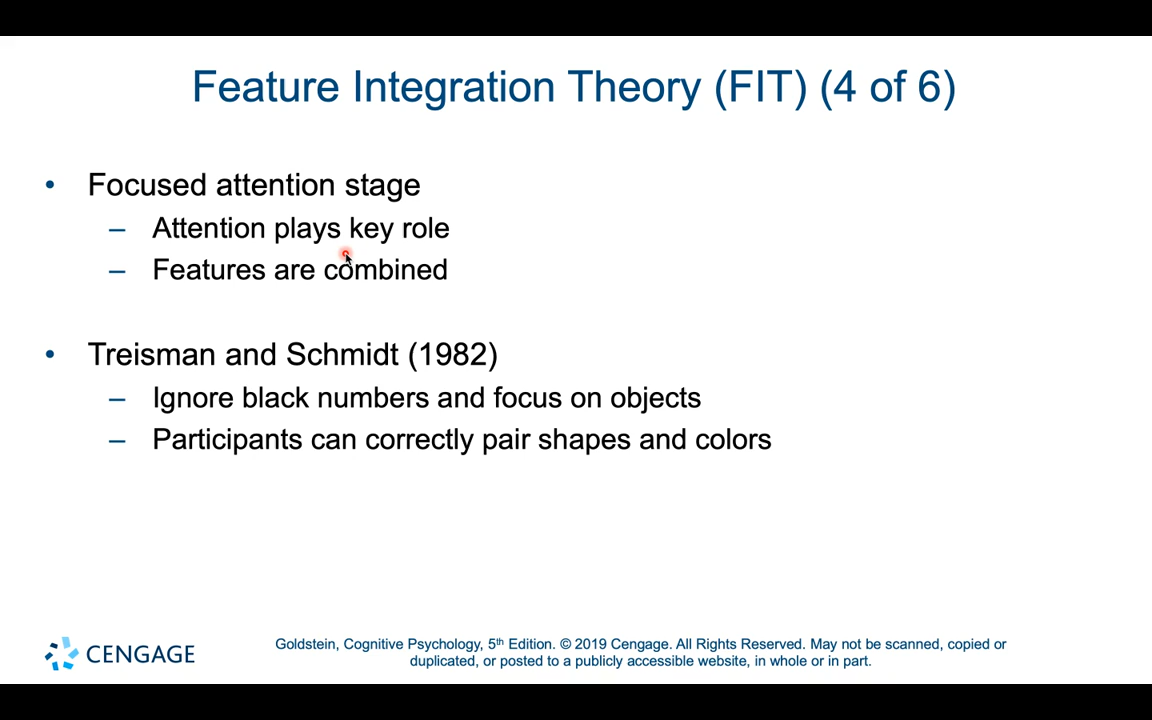 Feature Integration Theory (FIT) (4 of 6)
• Focused attention stage
– Attention plays key role
– Features are combined
• Treisman and Schmidt (1982)
– Ignore black numbers and focus on objects
– Participants can correctly pair shapes and colors
CENGAGE
Goldstein, Cognitive Psychology, 5th Edition. © 2019 Cengage. All Rights Reserved. May not be scanned, copied or
duplicated, or posted to a publicly accessible website, in whole or in part.